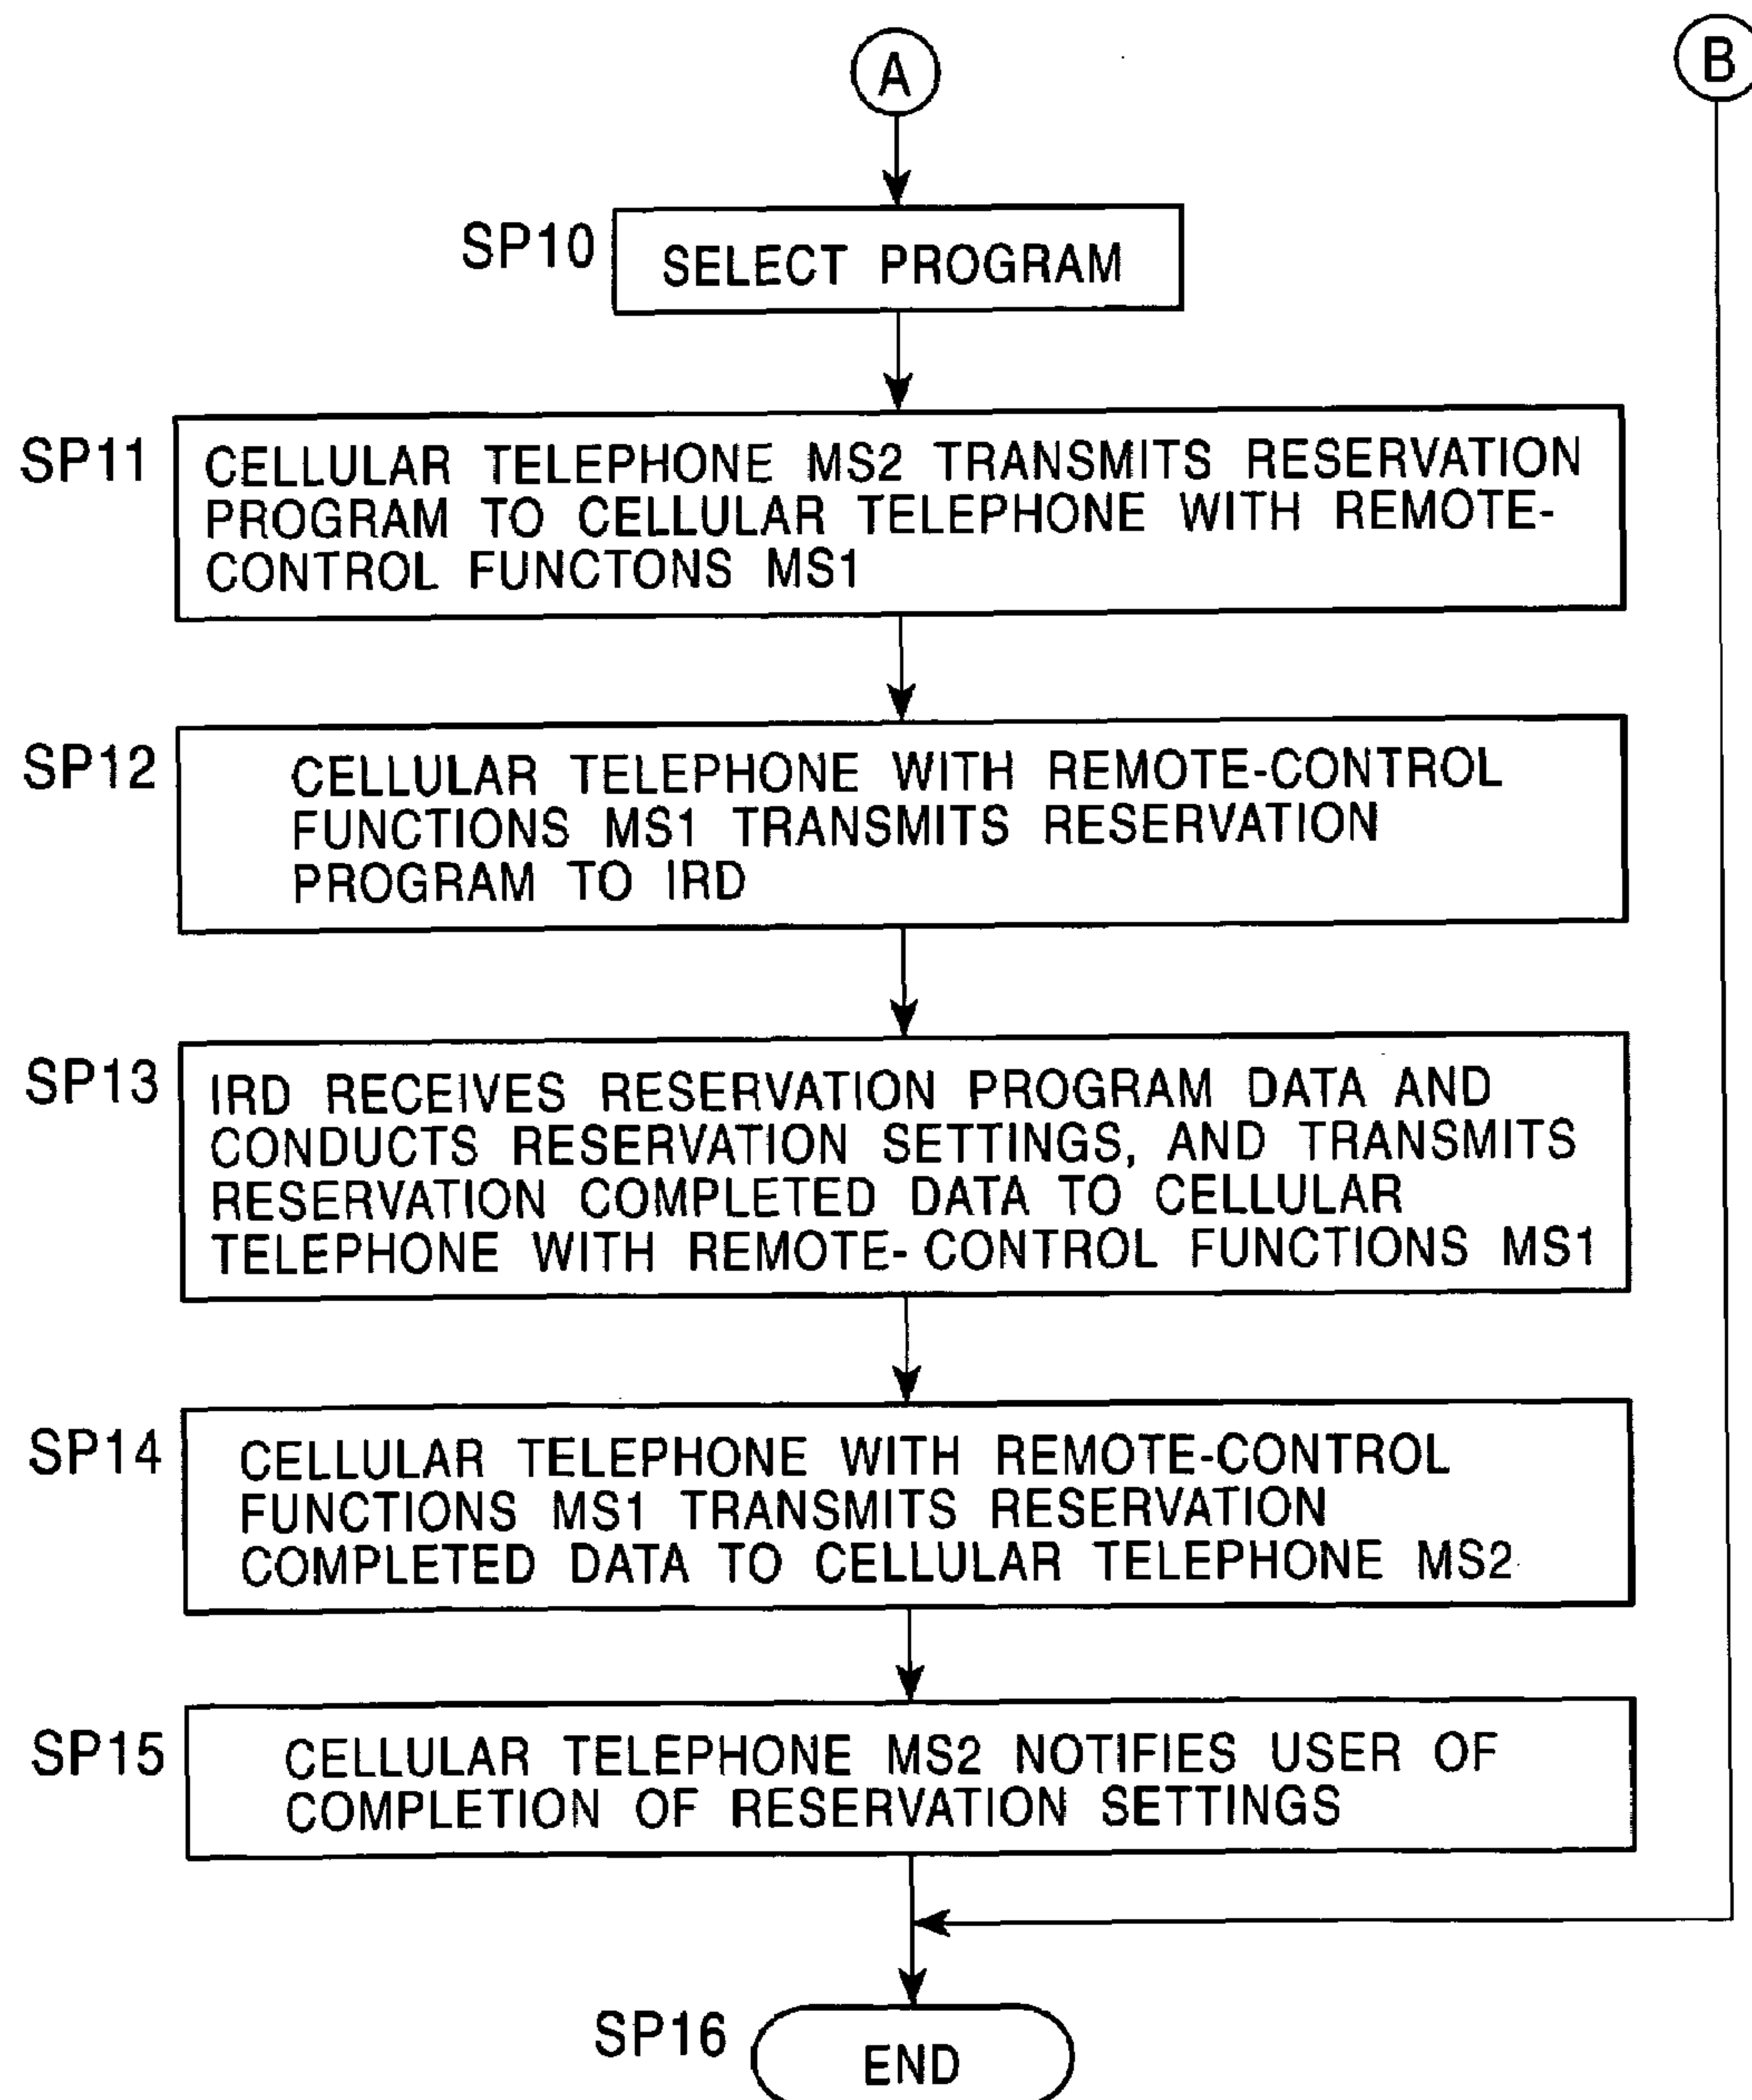 A
B
SP10
SELECT PROGRAM
SP11
CELLULAR TELEPHONE MS2 TRANSMITS RESERVATION
PROGRAM TO CELLULAR TELEPHONE WITH REMOTE-
CONTROL FUNCTONS MS1
SP12
CELLULAR TELEPHONE WITH REMOTE-CONTROL
FUNCTIONS MS1 TRANSMITS RESERVATION
PROGRAM TO IRD
SP13
IRD RECEIVES RESERVATION PROGRAM DATA AND
CONDUCTS RESERVATION SETTINGS, AND TRANSMITS
RESERVATION COMPLETED DATA TO CELLULAR
TELEPHONE WITH REMOTE- CONTROL FUNCTIONS MS1
SP14
CELLULAR TELEPHONE WITH REMOTE-CONTROL
FUNCTIONS MS1 TRANSMITS RESERVATION
COMPLETED DATA TO CELLULAR TELEPHONE MS2
SP15
CELLULAR TELEPHONE MS2 NOTIFIES USER OF
COMPLETION OF RESERVATION SETTINGS
SP16
END